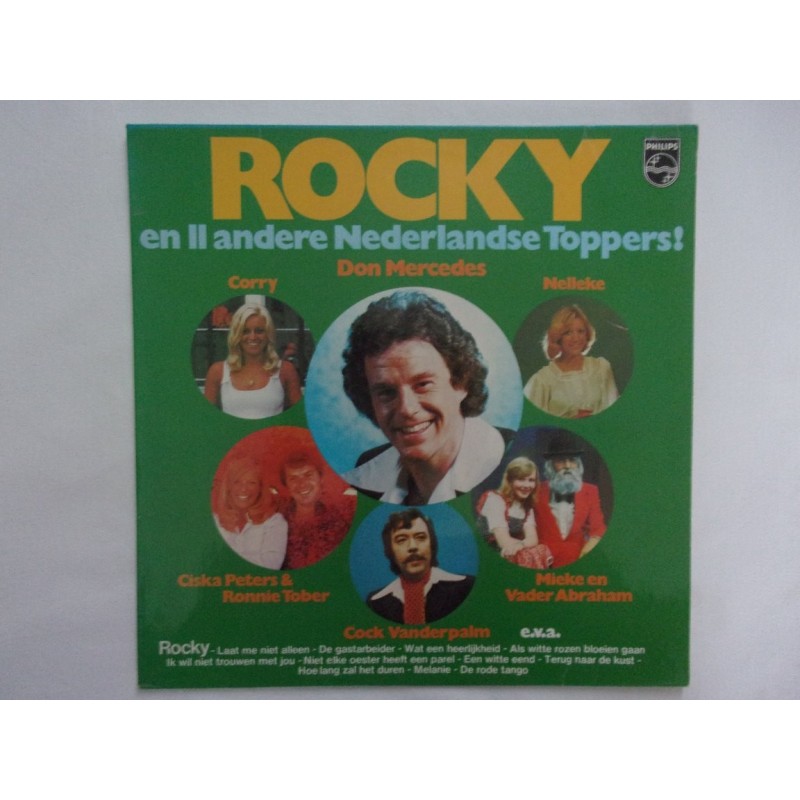 ROCKY
PHILIPS
en 11 andere Nederlandse Toppers!
Don Mercedes
Corry
Nelleke
Ciska Peters &
Ronnie Tober
Mieke en
Vader Abraham
Cock Vanderpalm
e.v.a.
Rocky - Laat me niet alleen - De gastarbeider - Wat een heerlijkheid - Als witte rozen bloeien gaan
Ik wil niet trouwen met jou - Niet elke oester heeft een parel - Een witte eend - Terug naar de kust -
Hoe lang zal het duren - Melanie - De rode tango